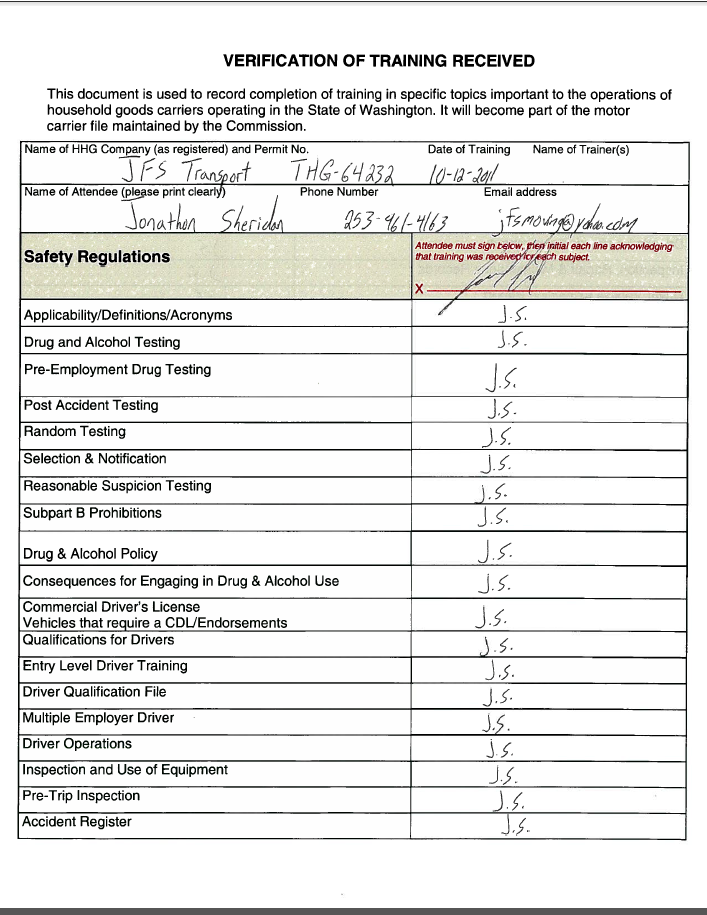 VERIFICATION OF TRAINING RECEIVED
This document is used to record completion of training in specific topics important to the operations of
household goods carriers operating in the State of Washington. It will become part of the motor
carrier file maintained by the Commission.
Name of HHG Company (as registered) and Permit No. Date of Training Name of Trainer(s)
JFS Transport THG-64232 10-12-2011
Name of Attendee (please print clearly) Phone Number Email address
Jonathon Sheridan 253-961-4163 jfsmoving@yahoo.com
Safety Regulations
Attendee must sign below, then initial each line acknowledging
that training was received for each subject.
X
Applicability/Definitions/Acronyms J.S.
Drug and Alcohol Testing J.S.
Pre-Employment Drug Testing J.S.
Post Accident Testing J.S.
Random Testing J.S.
Selection & Notification J.S.
Reasonable Suspicion Testing J.S.
Subpart B Prohibitions J.S.
Drug & Alcohol Policy J.S.
Consequences for Engaging in Drug & Alcohol Use J.S.
Commercial Driver's License
Vehicles that require a CDL/Endorsements J.S.
Qualifications for Drivers J.S.
Entry Level Driver Training J.S.
Driver Qualification File J.S.
Multiple Employer Driver J.S.
Driver Operations J.S.
Inspection and Use of Equipment J.S.
Pre-Trip Inspection J.S.
Accident Register J.S.